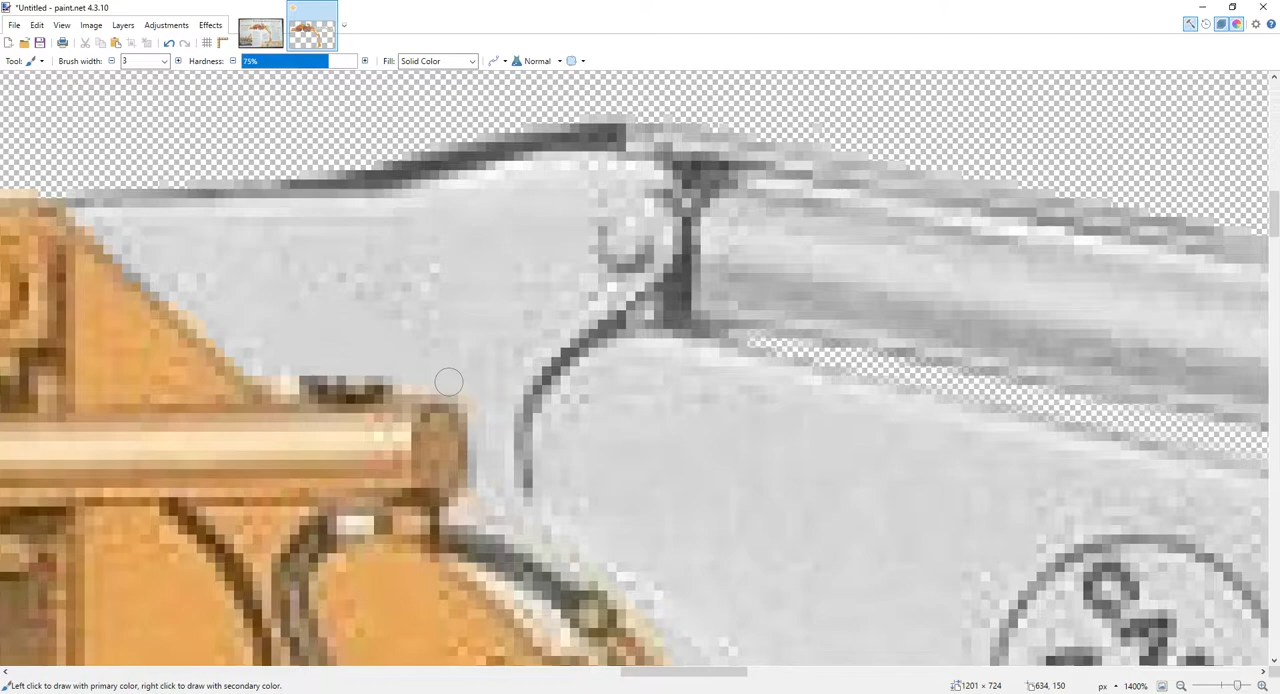 *Untitled - paint.net 4.3.10
File Edit View Image Layers Adjustments Effects
Tool: Brush width: 3 Hardness: 75% Fill: Solid Color Normal
Left click to draw with primary color, right click to draw with secondary color. 1201 × 724 634, 150 px 1400%